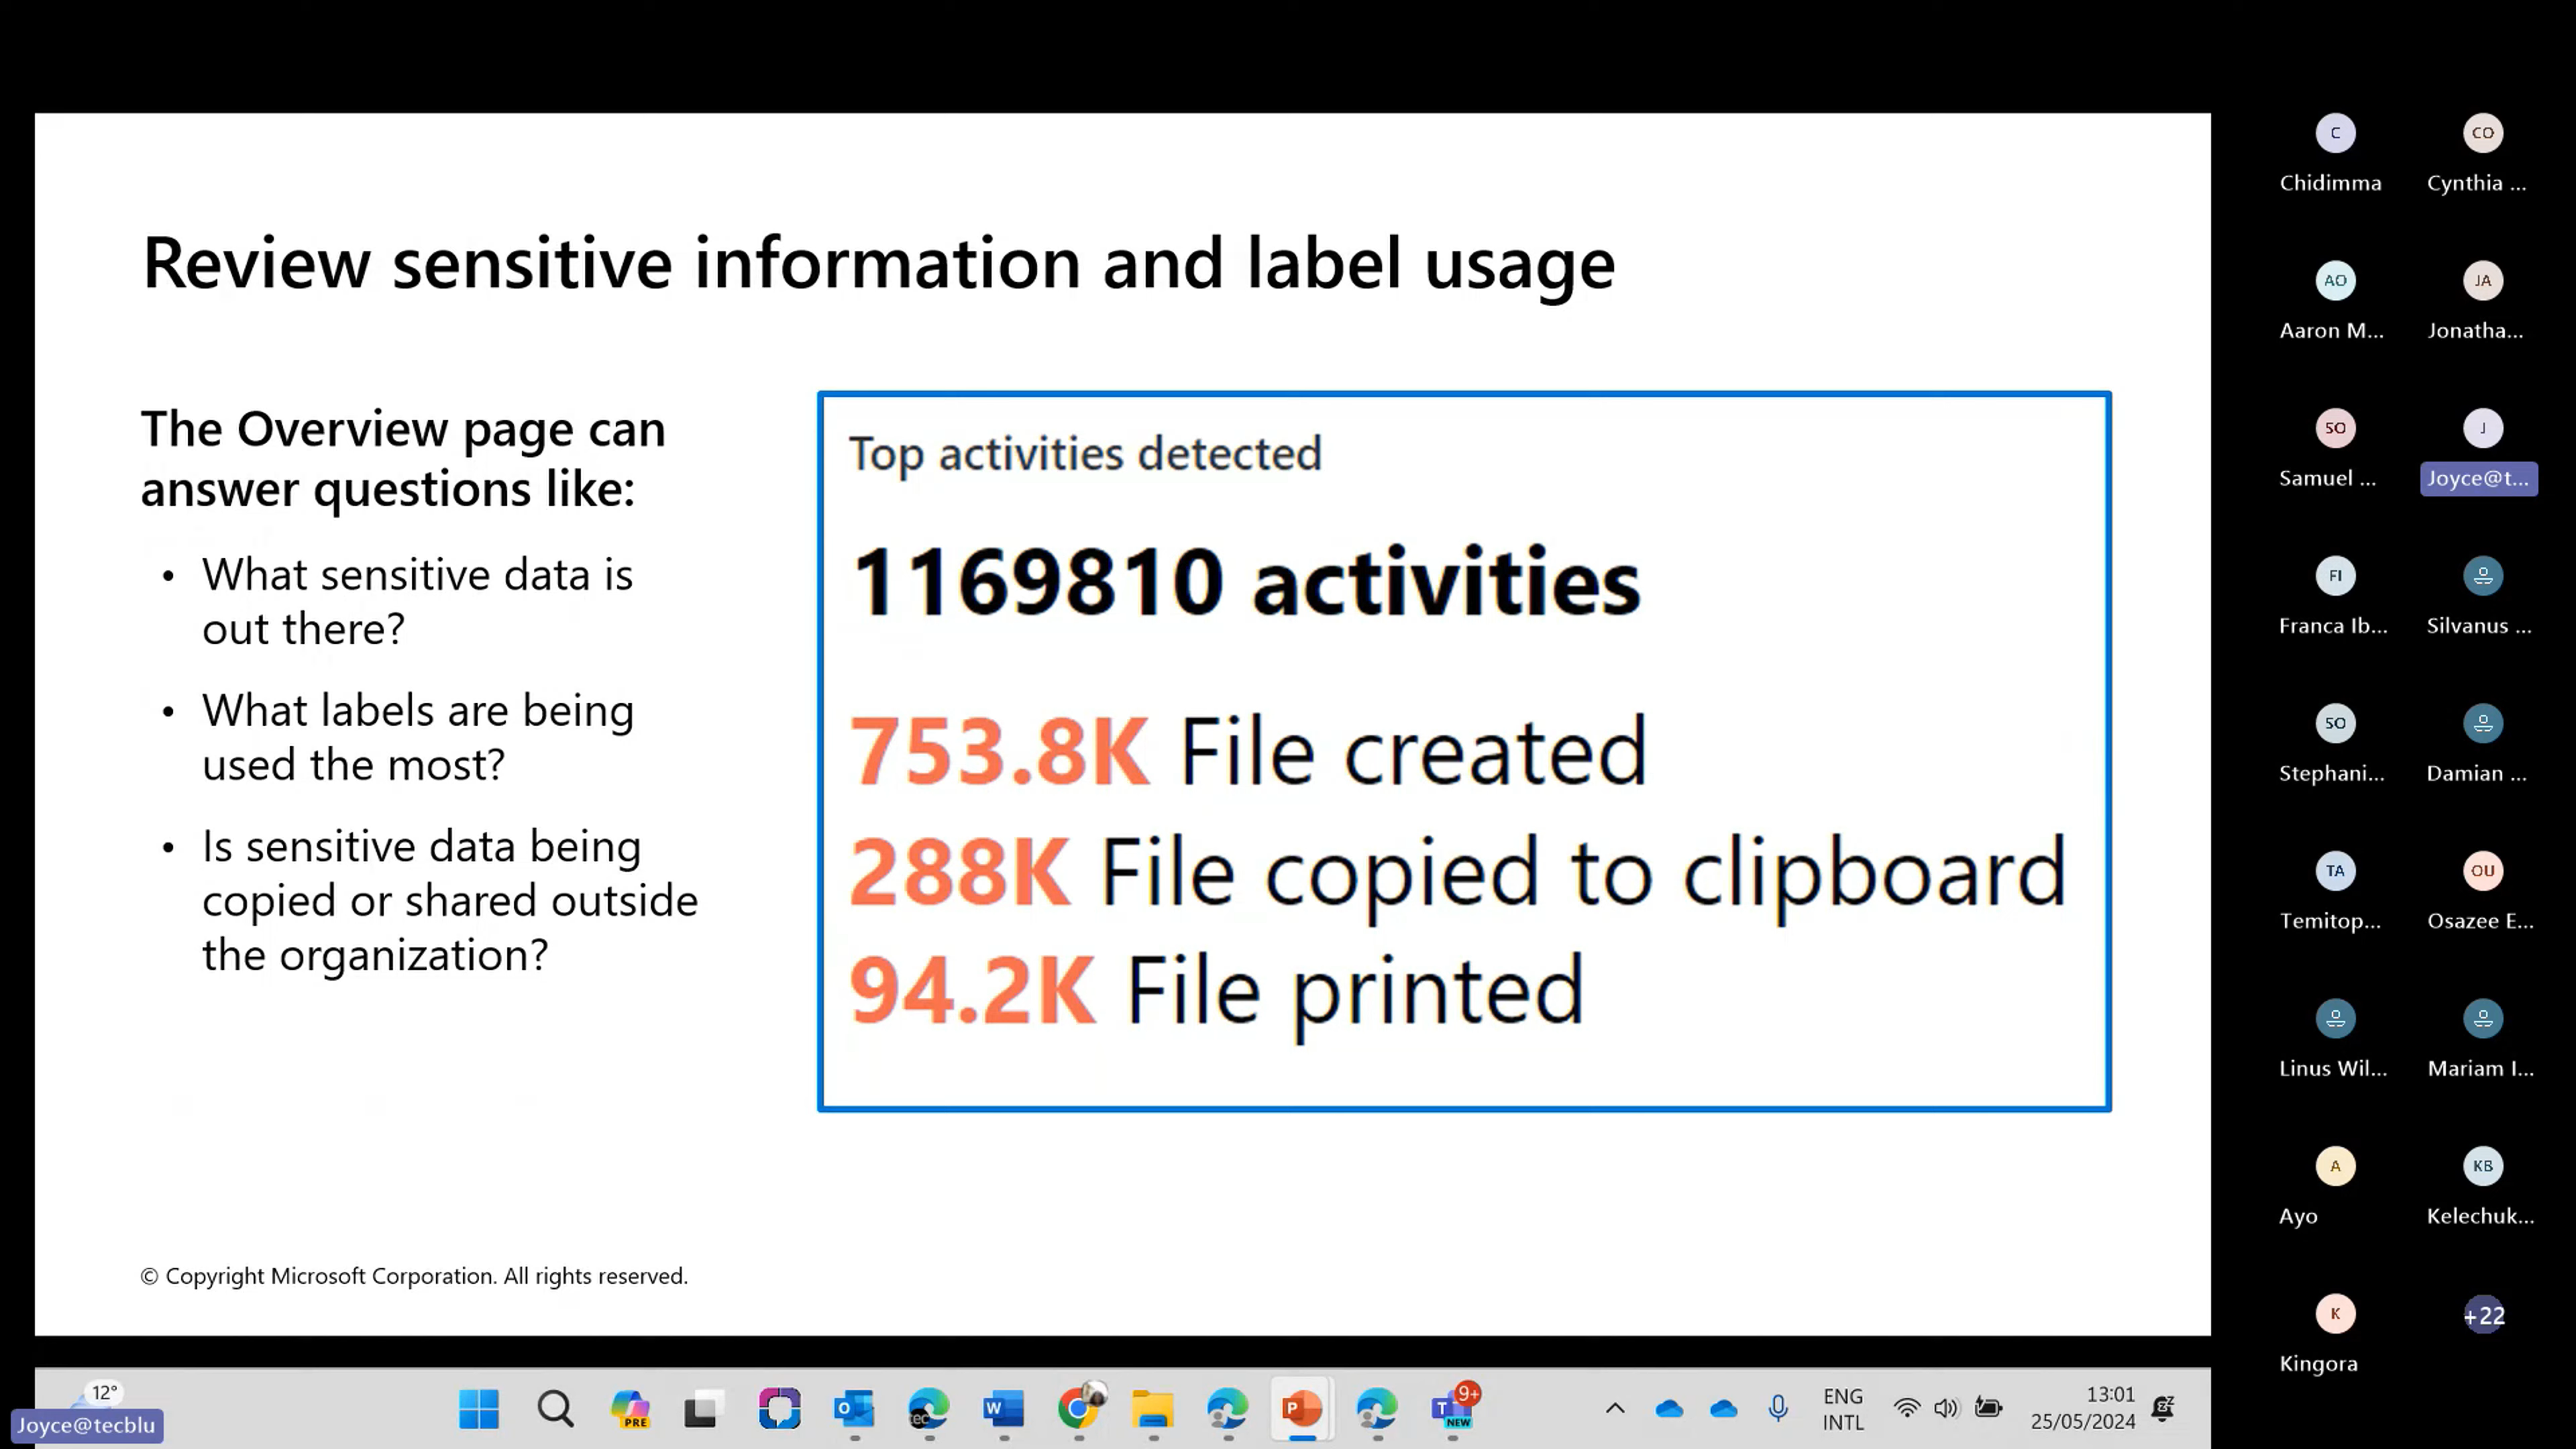 Review sensitive information and label usage
The Overview page can
answer questions like:
• What sensitive data is
out there?
• What labels are being
used the most?
• Is sensitive data being
copied or shared outside
the organization?
Top activities detected
1169810 activities
753.8K File created
288K File copied to clipboard
94.2K File printed
© Copyright Microsoft Corporation. All rights reserved.
C
CO
Chidimma
Cynthia ...
AO
JA
Aaron M...
Jonatha...
SO
J
Samuel ...
Joyce@t...
FI
Franca Ib...
Silvanus ...
SO
Stephani...
Damian ...
TA
OU
Temitop...
Osazee E...
Linus Wil...
Mariam I...
A
KB
Ayo
Kelechuk...
K
+22
Kingora
12°
Joyce@tecblu
PRE
O
tec
W
P
T
9+
NEW
ENG
INTL
13:01
25/05/2024